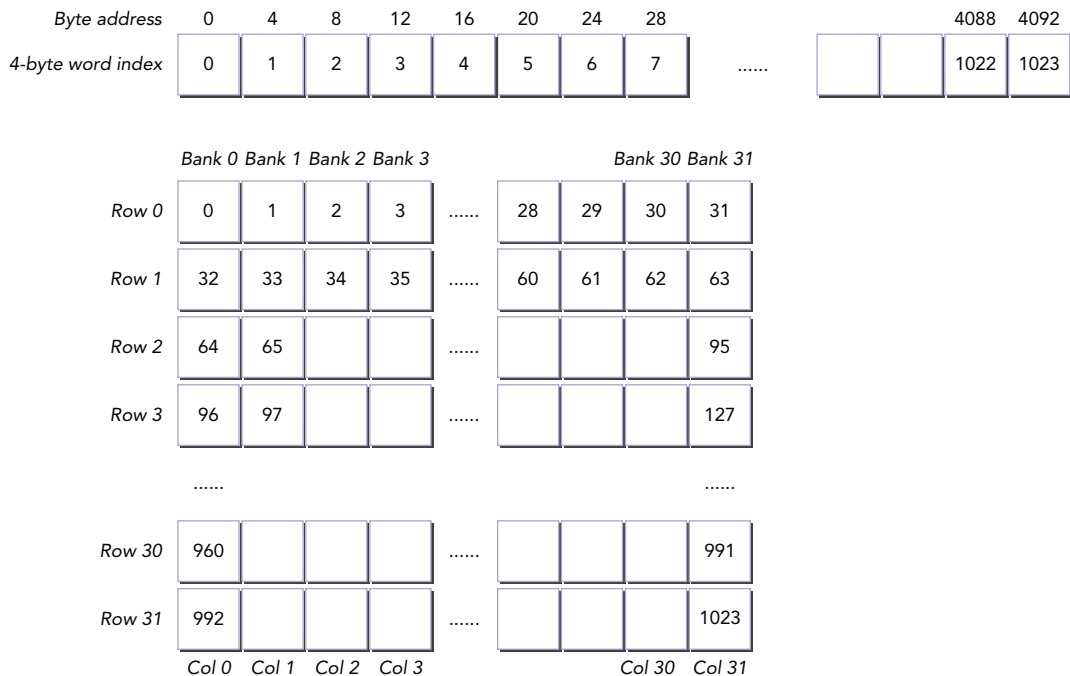 Byte address 0 4 8 12 16 20 24 28 4088 4092
4-byte word index 0 1 2 3 4 5 6 7 ...... 1022 1023
Bank 0 Bank 1 Bank 2 Bank 3 Bank 30 Bank 31
Row 0 0 1 2 3 ...... 28 29 30 31
Row 1 32 33 34 35 ...... 60 61 62 63
Row 2 64 65 ...... 95
Row 3 96 97 ...... 127
...... ......
Row 30 960 ...... 991
Row 31 992 ...... 1023
Col 0 Col 1 Col 2 Col 3 Col 30 Col 31